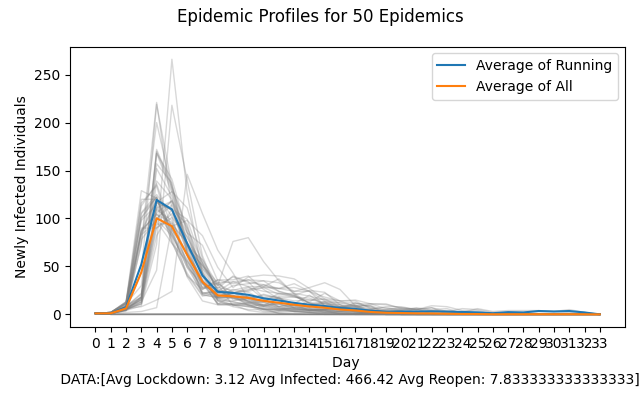 Epidemic Profiles for 50 Epidemics
Average of Running
Average of All
Newly Infected Individuals
250
200
150
100
50
0
0 1 2 3 4 5 6 7 8 9 10 11 12 13 14 15 16 17 18 19 20 21 22 23 24 25 26 27 28 29 30 31 32 33
Day
DATA:[Avg Lockdown: 3.12 Avg Infected: 466.42 Avg Reopen: 7.833333333333333]